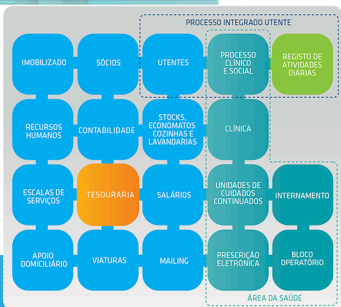 PROCESSO INTEGRADO UTENTE
IMOBILIZADO
SÓCIOS
UTENTES
PROCESSO
CLÍNICO
E SOCIAL
REGISTO DE
ATIVIDADES
DIÁRIAS
RECURSOS
HUMANOS
CONTABILIDADE
STOCKS,
ECONOMATOS
COZINHAS E
LAVANDARIAS
CLÍNICA
ESCALAS DE
SERVIÇOS
TESOURARIA
SALÁRIOS
UNIDADES DE
CUIDADOS
CONTINUADOS
INTERNAMENTO
APOIO
DOMICILIÁRIO
VIATURAS
MAILING
PRESCRIÇÃO
ELETRÓNICA
BLOCO
OPERATÓRIO
ÁREA DA SAÚDE